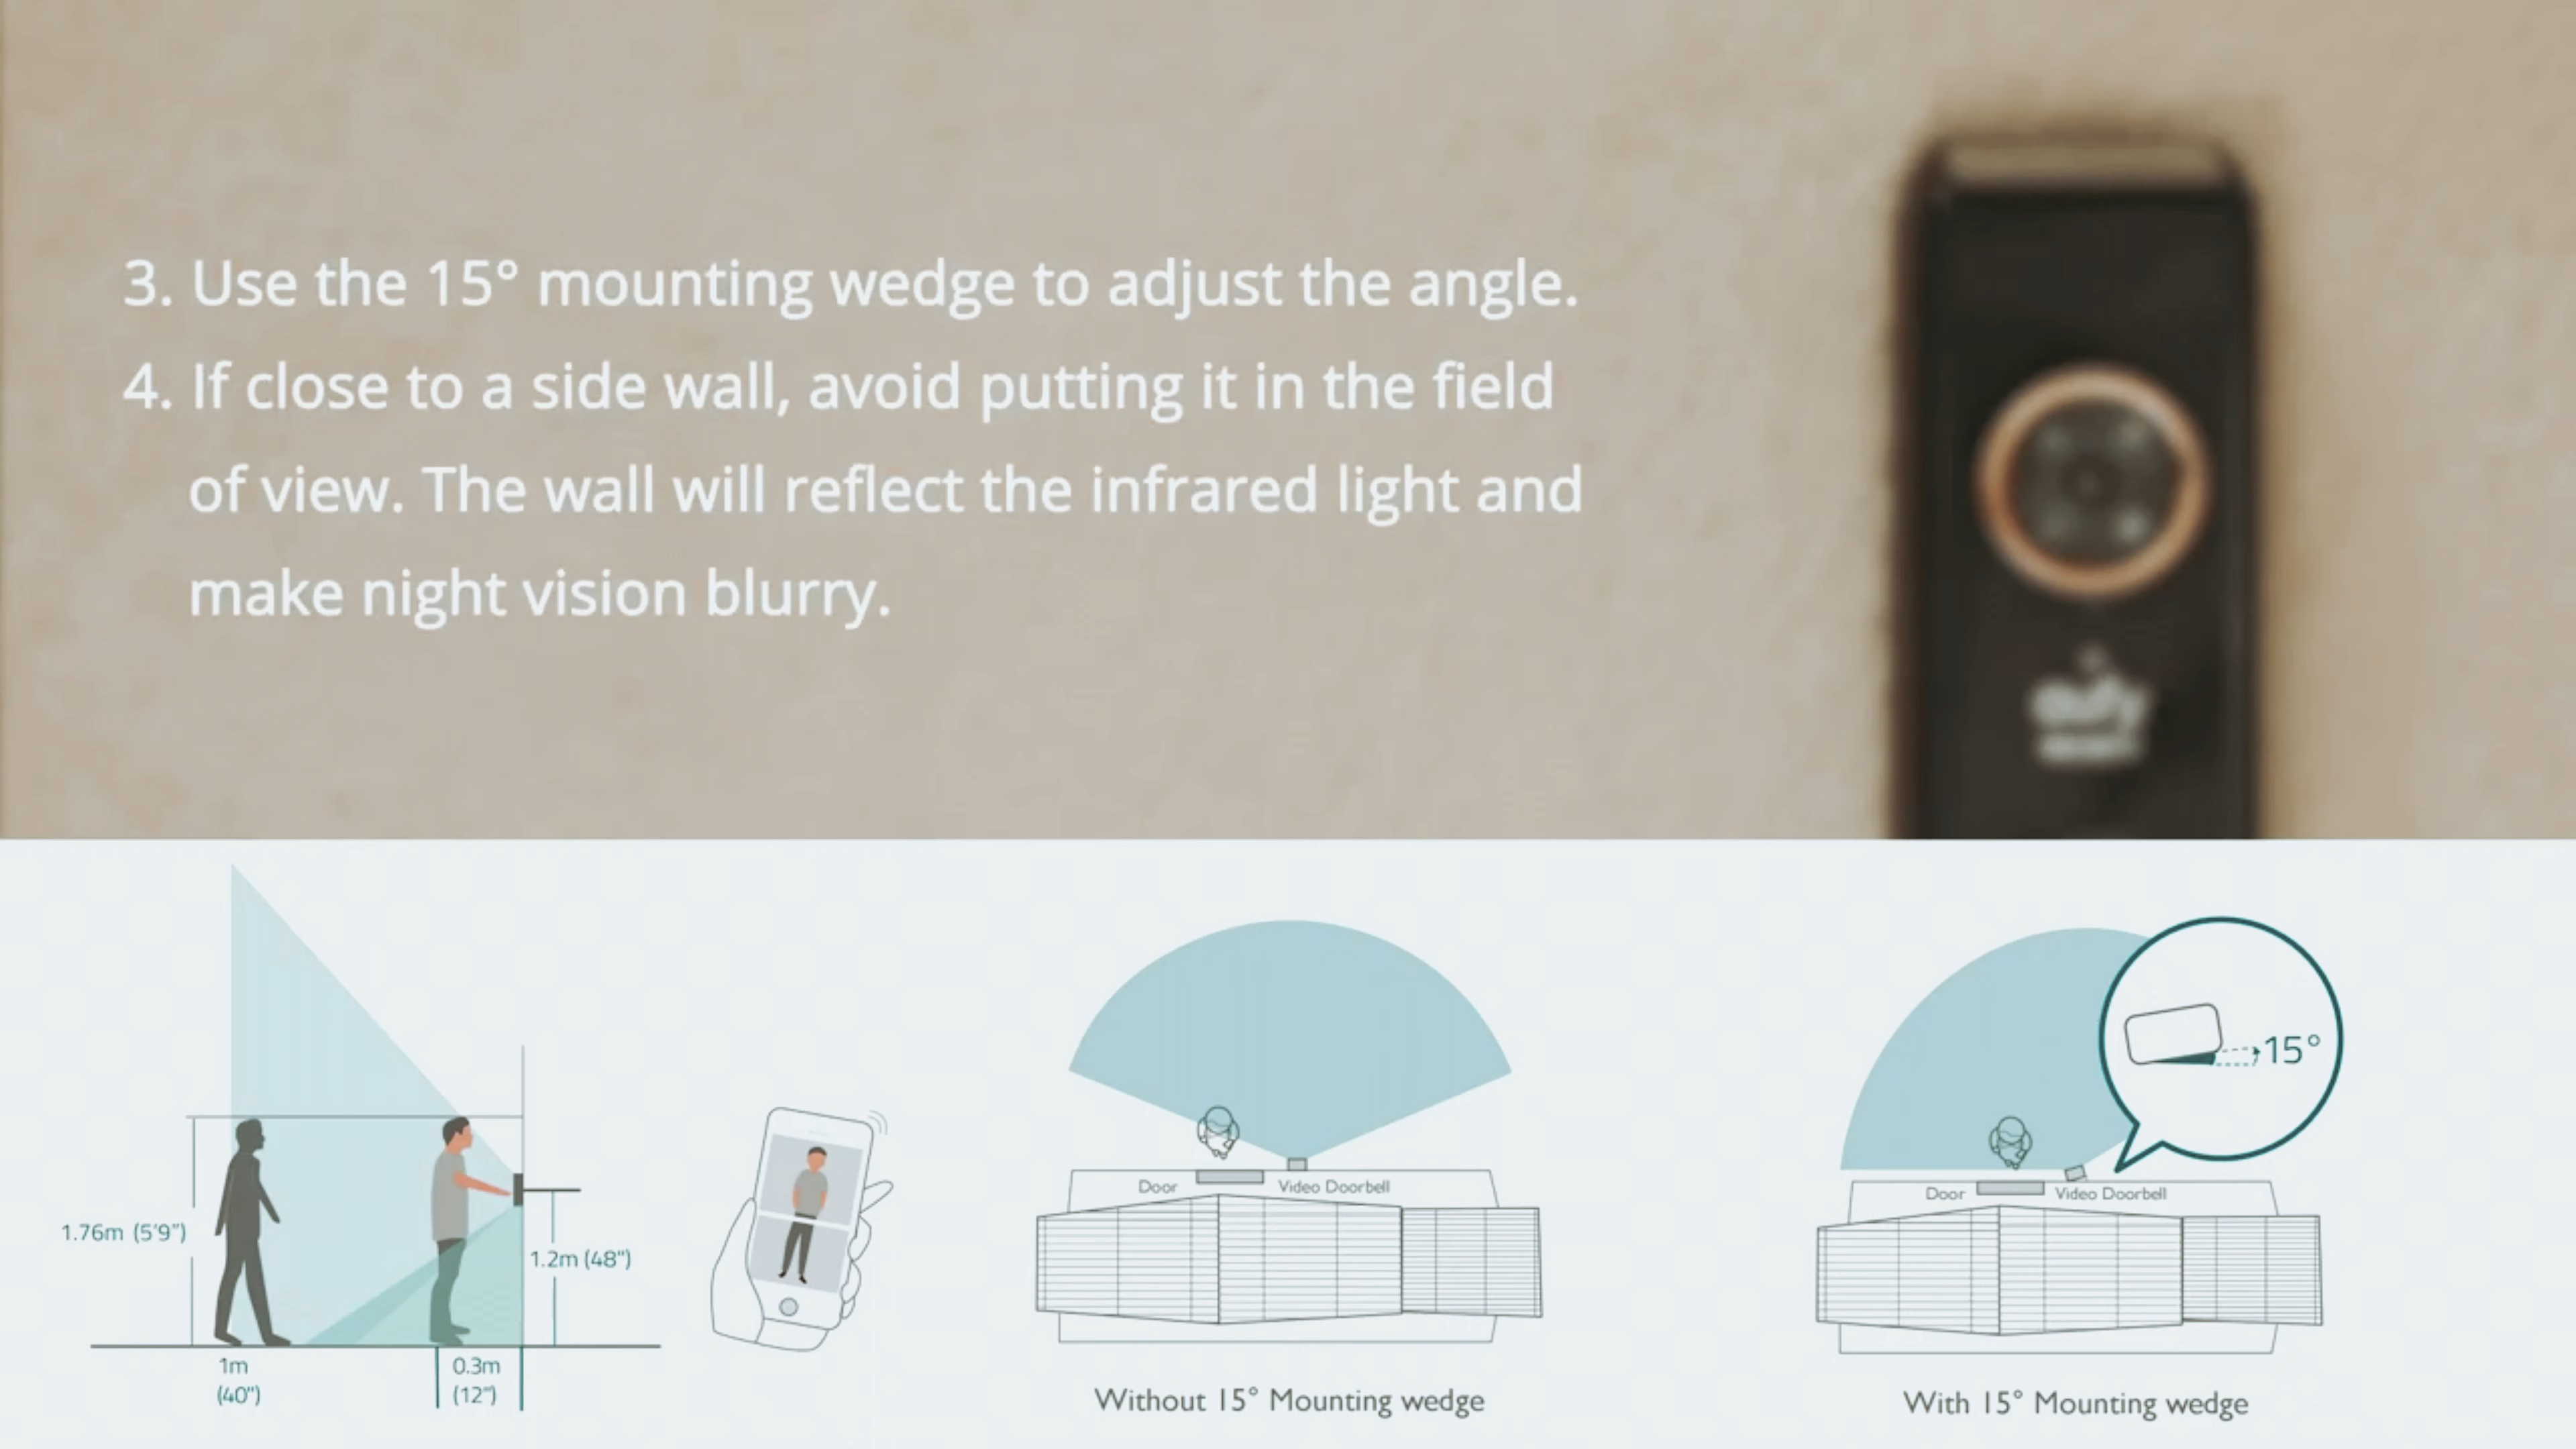 3. Use the 15° mounting wedge to adjust the angle.
4. If close to a side wall, avoid putting it in the field
of view. The wall will reflect the infrared light and
make night vision blurry.
eufy
1.76m (5'9")
1.2m (48")
1m
(40")
0.3m
(12")
Door
Video Doorbell
Without 15° Mounting wedge
15°
Door
Video Doorbell
With 15° Mounting wedge